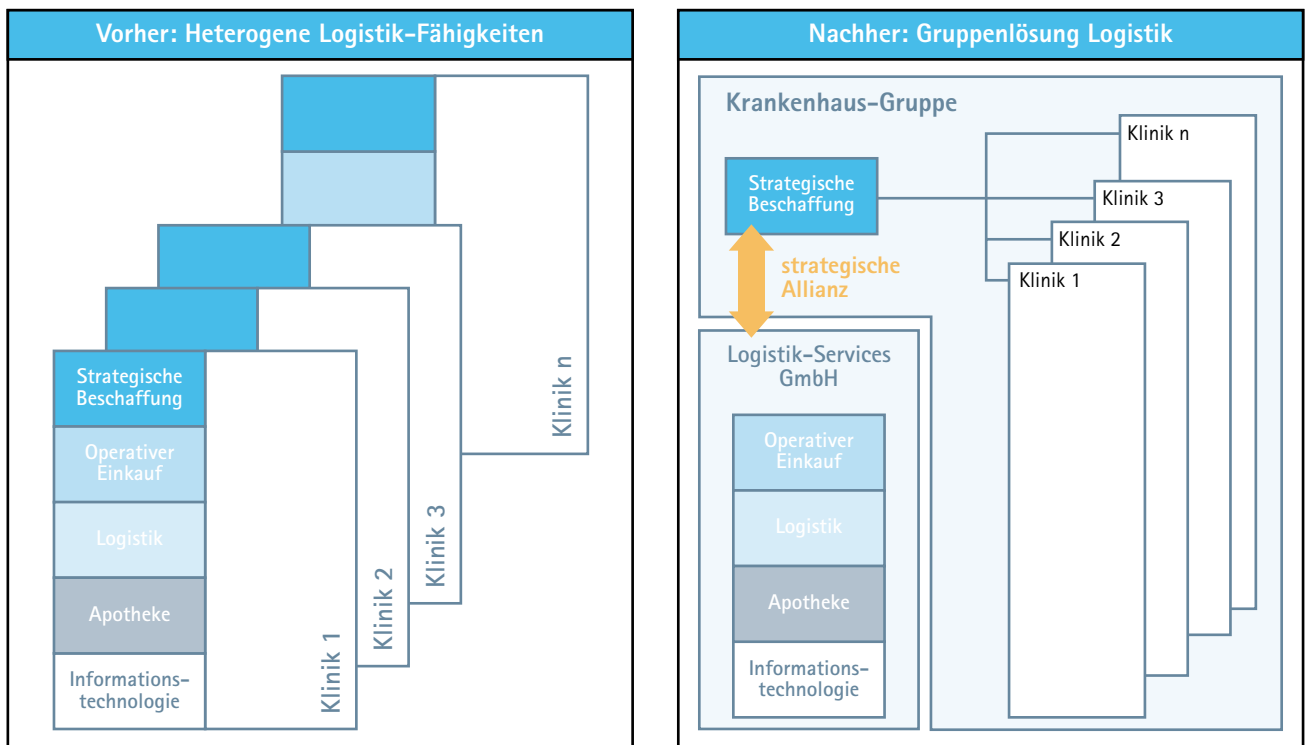 Vorher: Heterogene Logistik-Fähigkeiten
Strategische
Beschaffung
Operativer
Einkauf
Logistik
Apotheke
Informations-
technologie
Klinik 1
Klinik 2
Klinik 3
Klinik n
Nachher: Gruppenlösung Logistik
Krankenhaus-Gruppe
Strategische
Beschaffung
strategische
Allianz
Klinik n
Klinik 3
Klinik 2
Klinik 1
Logistik-Services
GmbH
Operativer
Einkauf
Logistik
Apotheke
Informations-
technologie